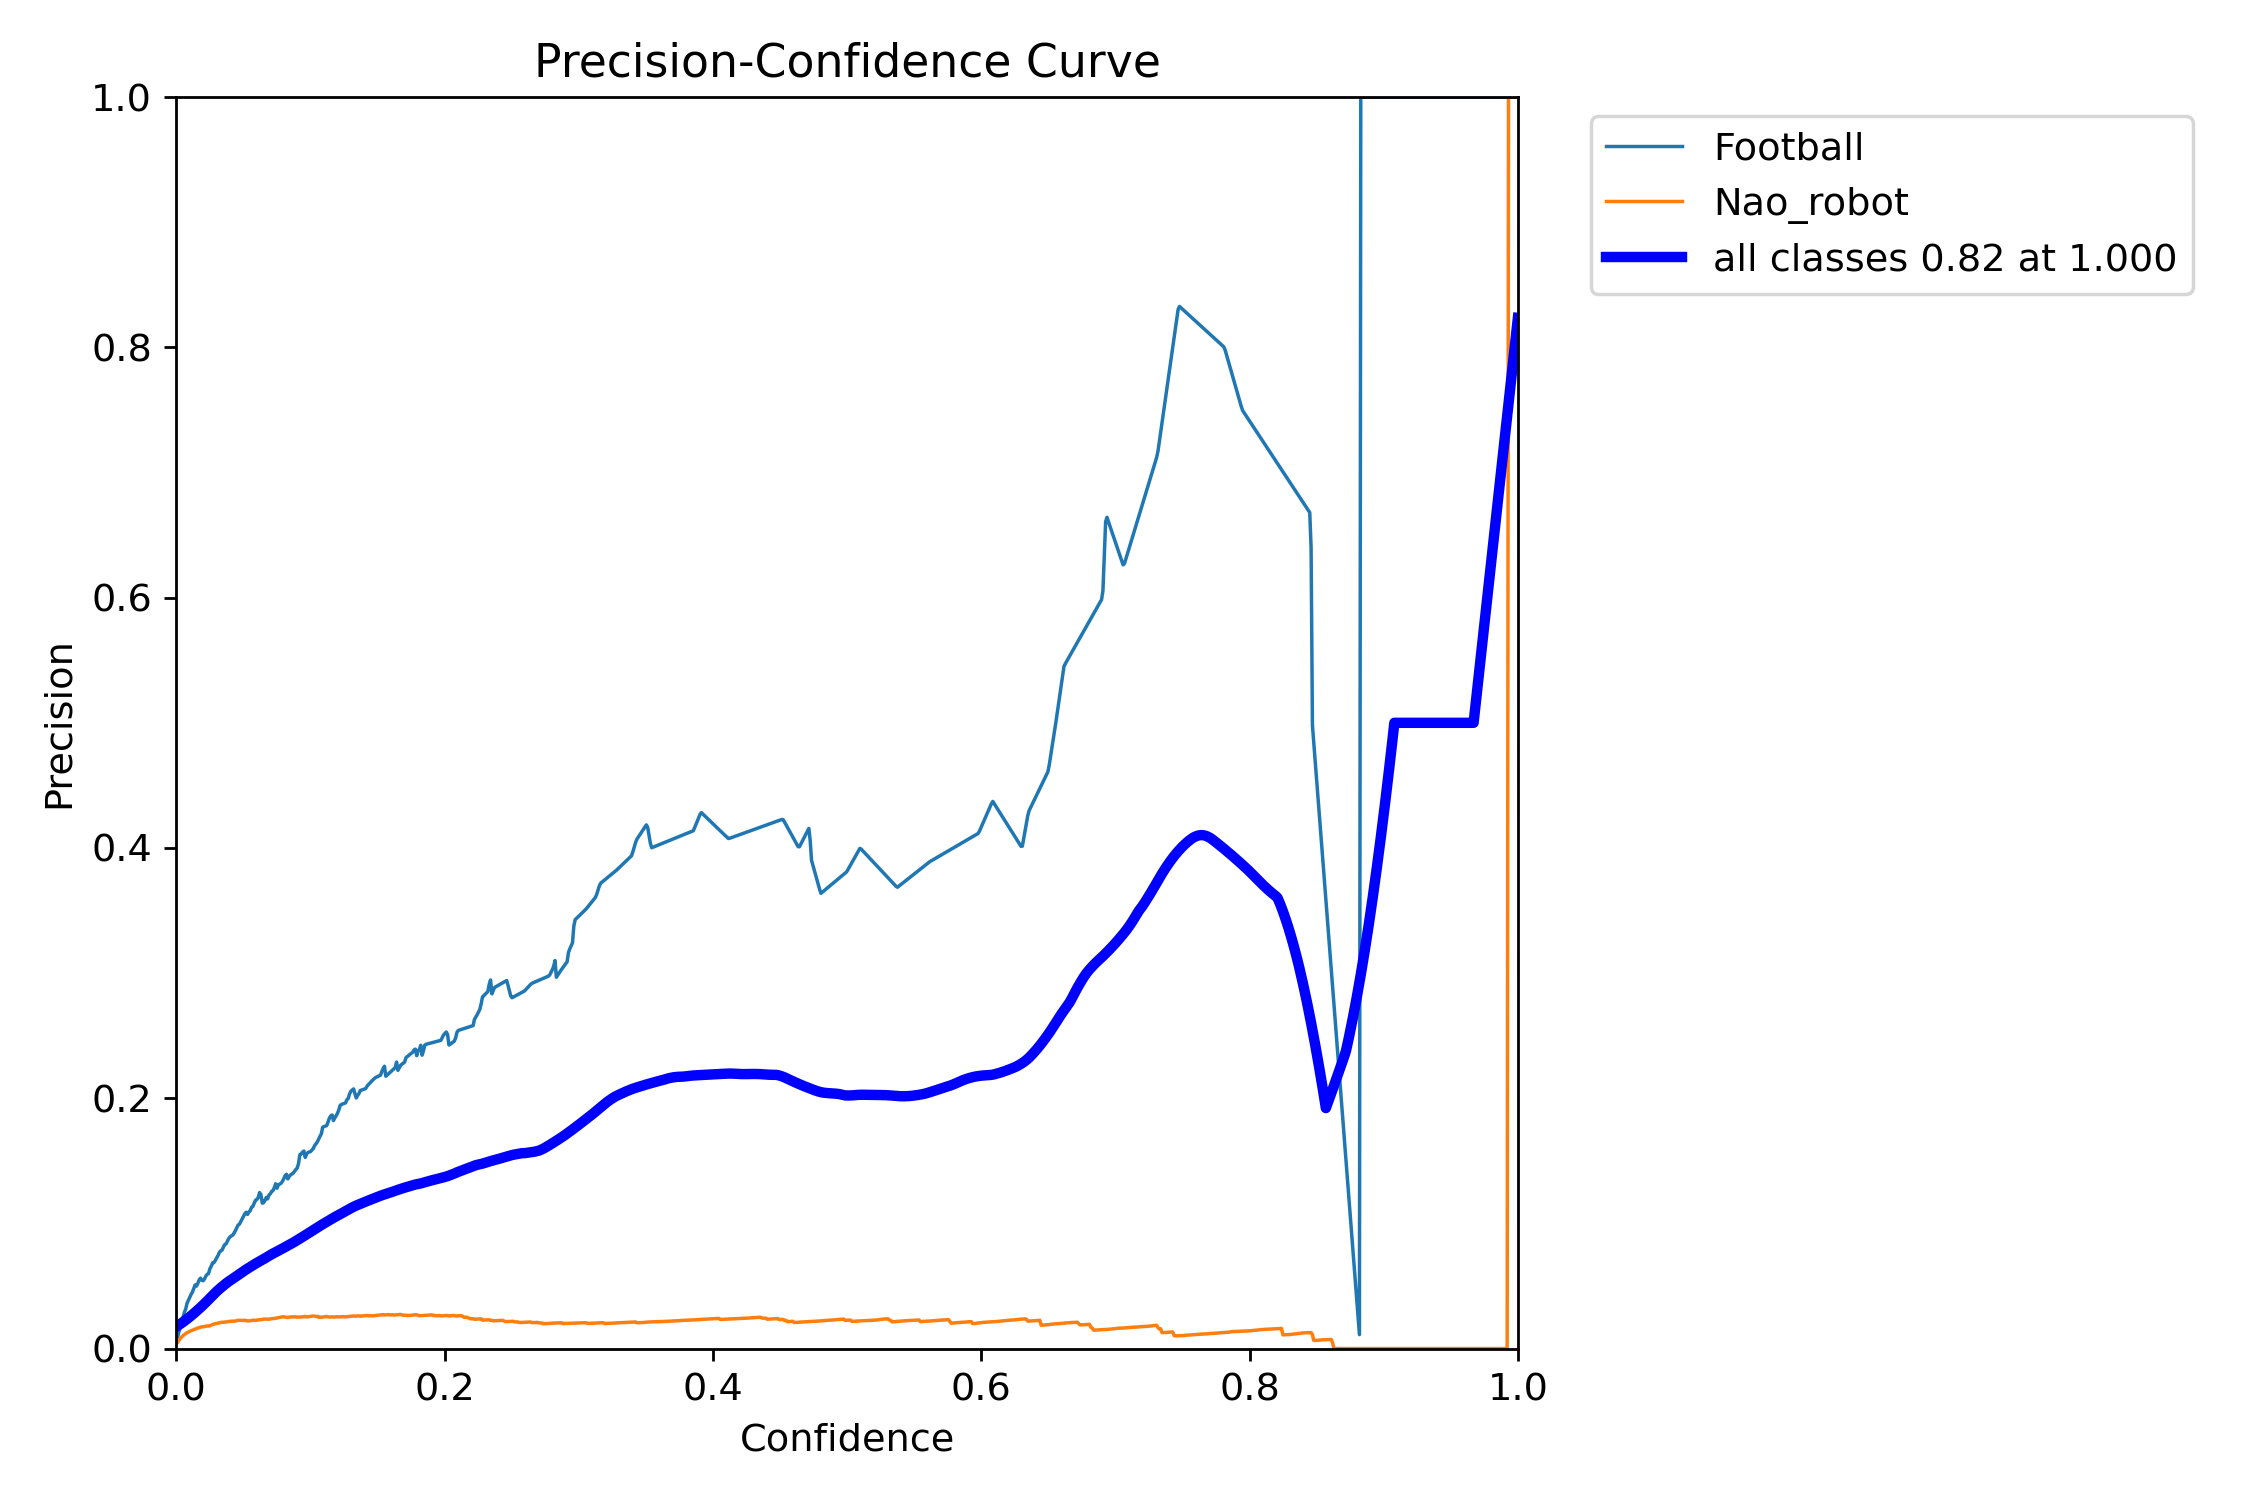 Precision-Confidence Curve
1.0
0.8
0.6
0.4
0.2
0.0
Precision
0.0 0.2 0.4 0.6 0.8 1.0
Confidence
Football
Nao_robot
all classes 0.82 at 1.000